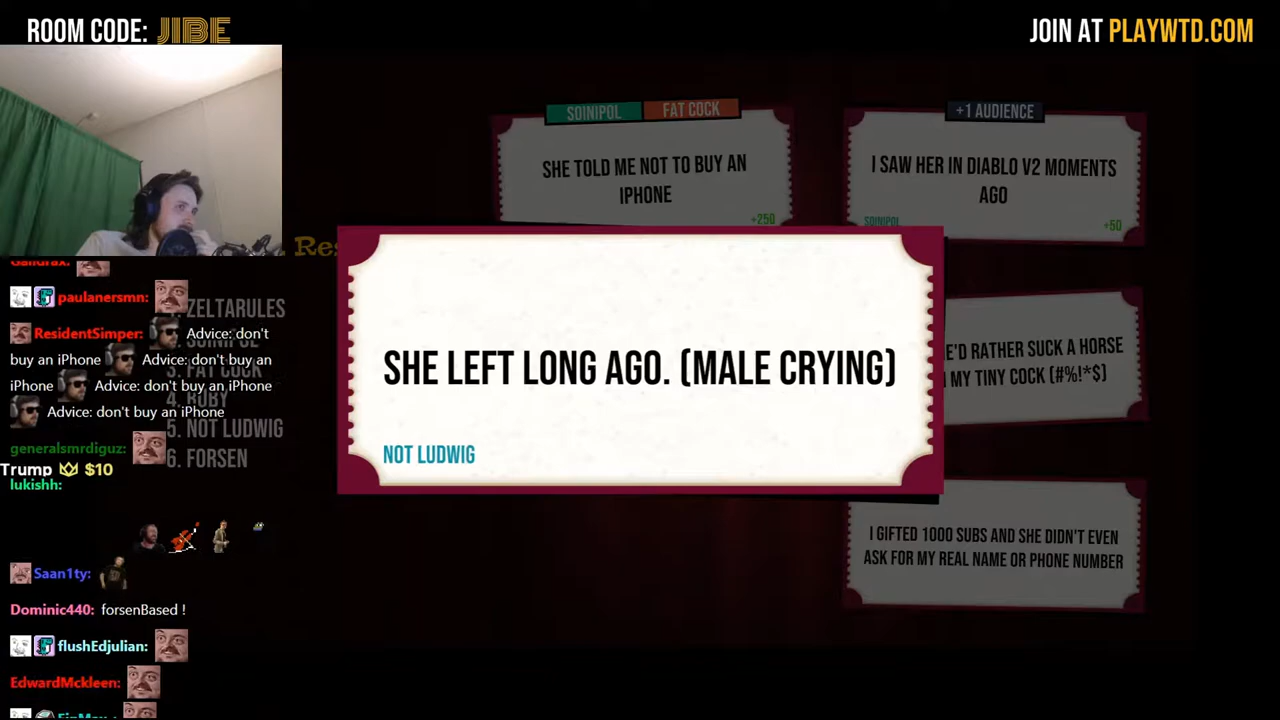 ROOM CODE: JIBE
JOIN AT PLAYWTD.COM
SOINIPOL FAT COCK
SHE TOLD ME NOT TO BUY AN
IPHONE
+250
+1 AUDIENCE
I SAW HER IN DIABLO V2 MOMENTS
AGO
SOINIPOL
+50
SHE LEFT LONG AGO. (MALE CRYING)
NOT LUDWIG
E'D RATHER SUCK A HORSE
MY TINY COCK (#%!*$)
I GIFTED 1000 SUBS AND SHE DIDN'T EVEN
ASK FOR MY REAL NAME OR PHONE NUMBER
Res
ZELTARULES
SOINIPOL
3. FAT COCK
4. RUBY
5. NOT LUDWIG
6. FORSEN
paulanersmn:
ResidentSimper: Advice: don't
buy an iPhone Advice: don't buy an
iPhone Advice: don't buy an iPhone
Advice: don't buy an iPhone
generalsmrdiguz:
Trump $10
lukishh:
Saan1ty:
Dominic440: forsenBased !
flushEdjulian:
EdwardMckleen: